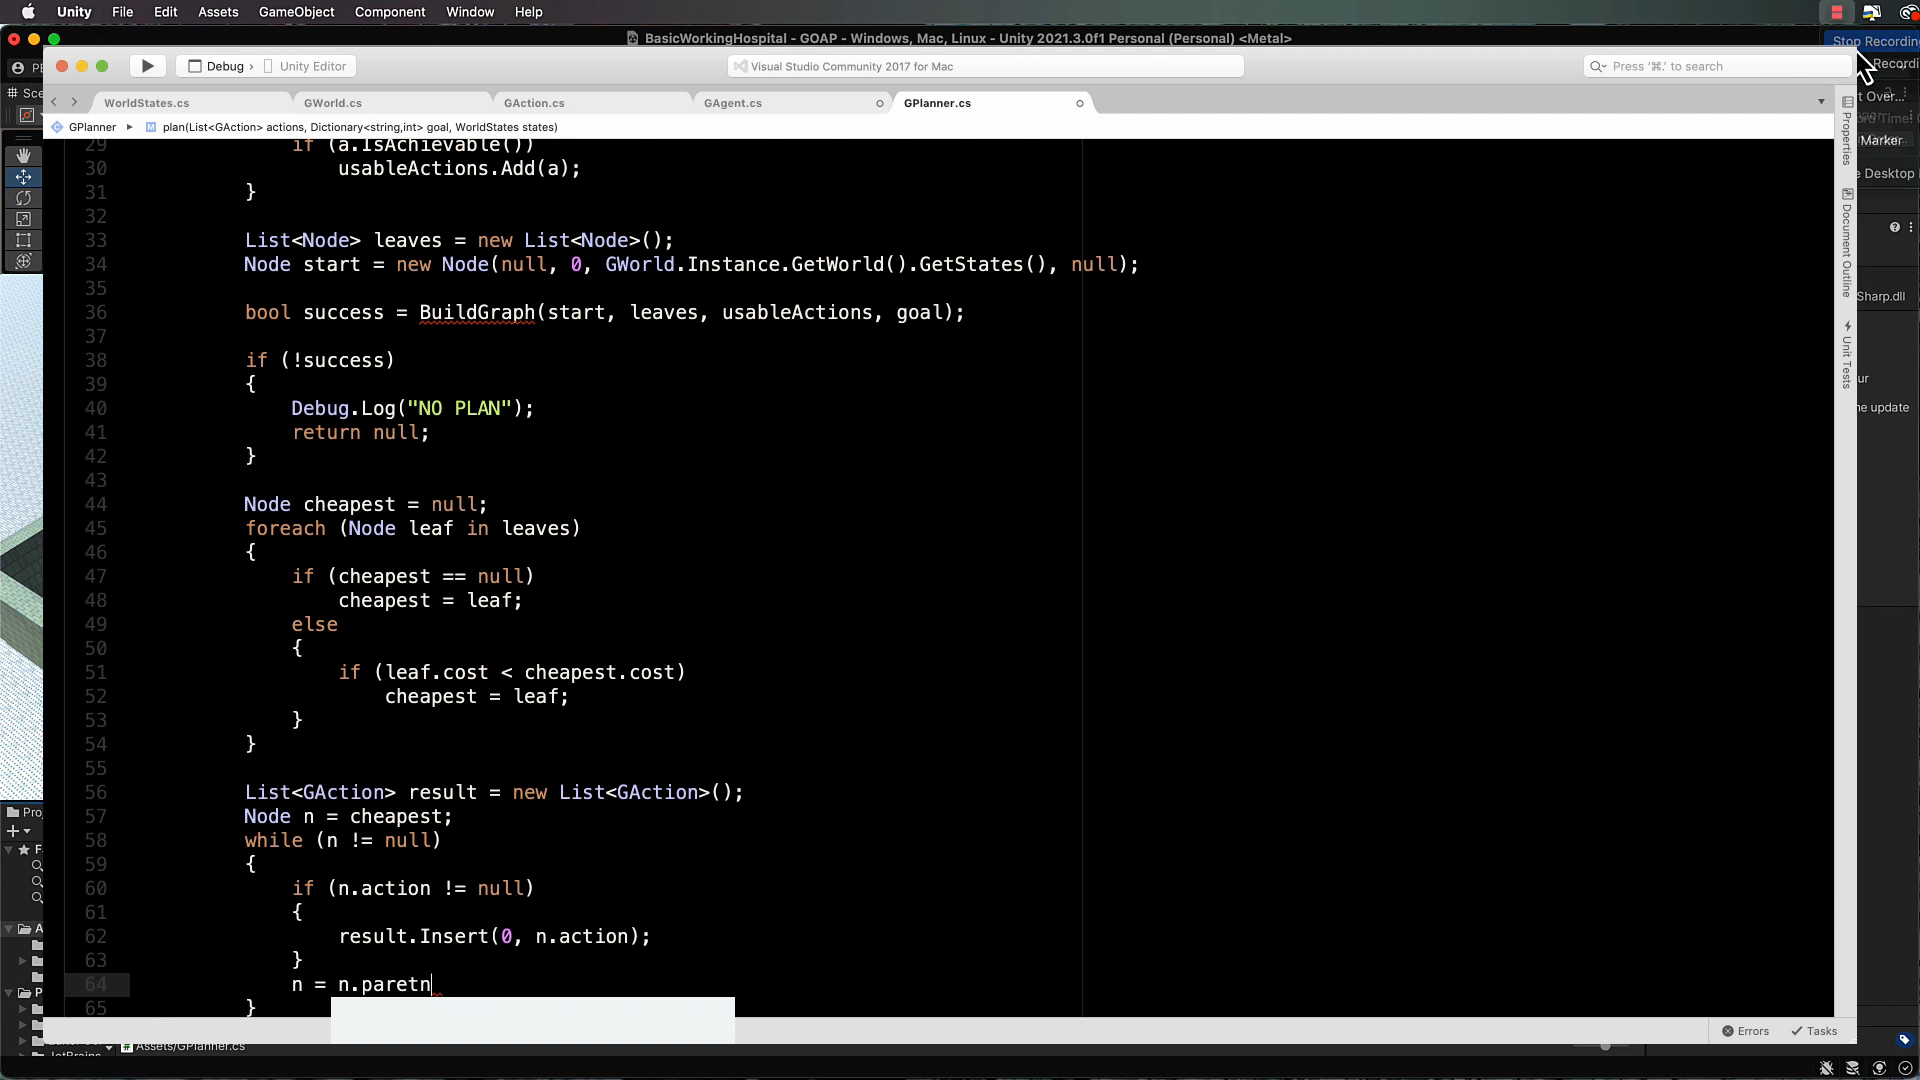 Unity File Edit Assets GameObject Component Window Help
BasicWorkingHospital - GOAP - Windows, Mac, Linux - Unity 2021.3.0f1 Personal (Personal) <Metal>
Stop Recording
Debug › Unity Editor
Visual Studio Community 2017 for Mac
Press '⌘.' to search
WorldStates.cs GWorld.cs GAction.cs GAgent.cs GPlanner.cs
GPlanner ▸ plan(List<GAction> actions, Dictionary<string,int> goal, WorldStates states)
29 if (a.IsAchievable())
30 usableActions.Add(a);
31 }
32
33 List<Node> leaves = new List<Node>();
34 Node start = new Node(null, 0, GWorld.Instance.GetWorld().GetStates(), null);
35
36 bool success = BuildGraph(start, leaves, usableActions, goal);
37
38 if (!success)
39 {
40 Debug.Log("NO PLAN");
41 return null;
42 }
43
44 Node cheapest = null;
45 foreach (Node leaf in leaves)
46 {
47 if (cheapest == null)
48 cheapest = leaf;
49 else
50 {
51 if (leaf.cost < cheapest.cost)
52 cheapest = leaf;
53 }
54 }
55
56 List<GAction> result = new List<GAction>();
57 Node n = cheapest;
58 while (n != null)
59 {
60 if (n.action != null)
61 {
62 result.Insert(0, n.action);
63 }
64 n = n.paretn
65 }
Properties
Document Outline
Unit Tests
Marker
Desktop
Sharp.dll
update
Errors Tasks
Assets/GPlanner.cs